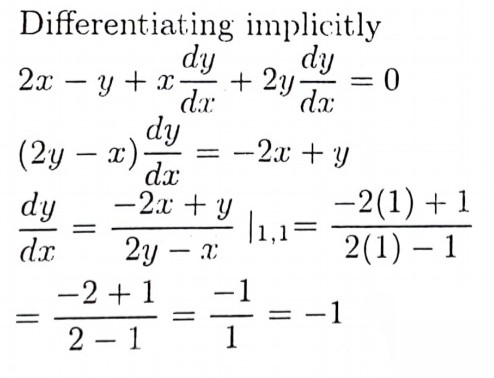 Differentiating implicitly
2x − y + x dy/dx + 2y dy/dx = 0
(2y − x) dy/dx = −2x + y
dy/dx = (−2x + y)/(2y − x) |1,1= (−2(1) + 1)/(2(1) − 1)
= (−2 + 1)/(2 − 1) = −1/1 = −1